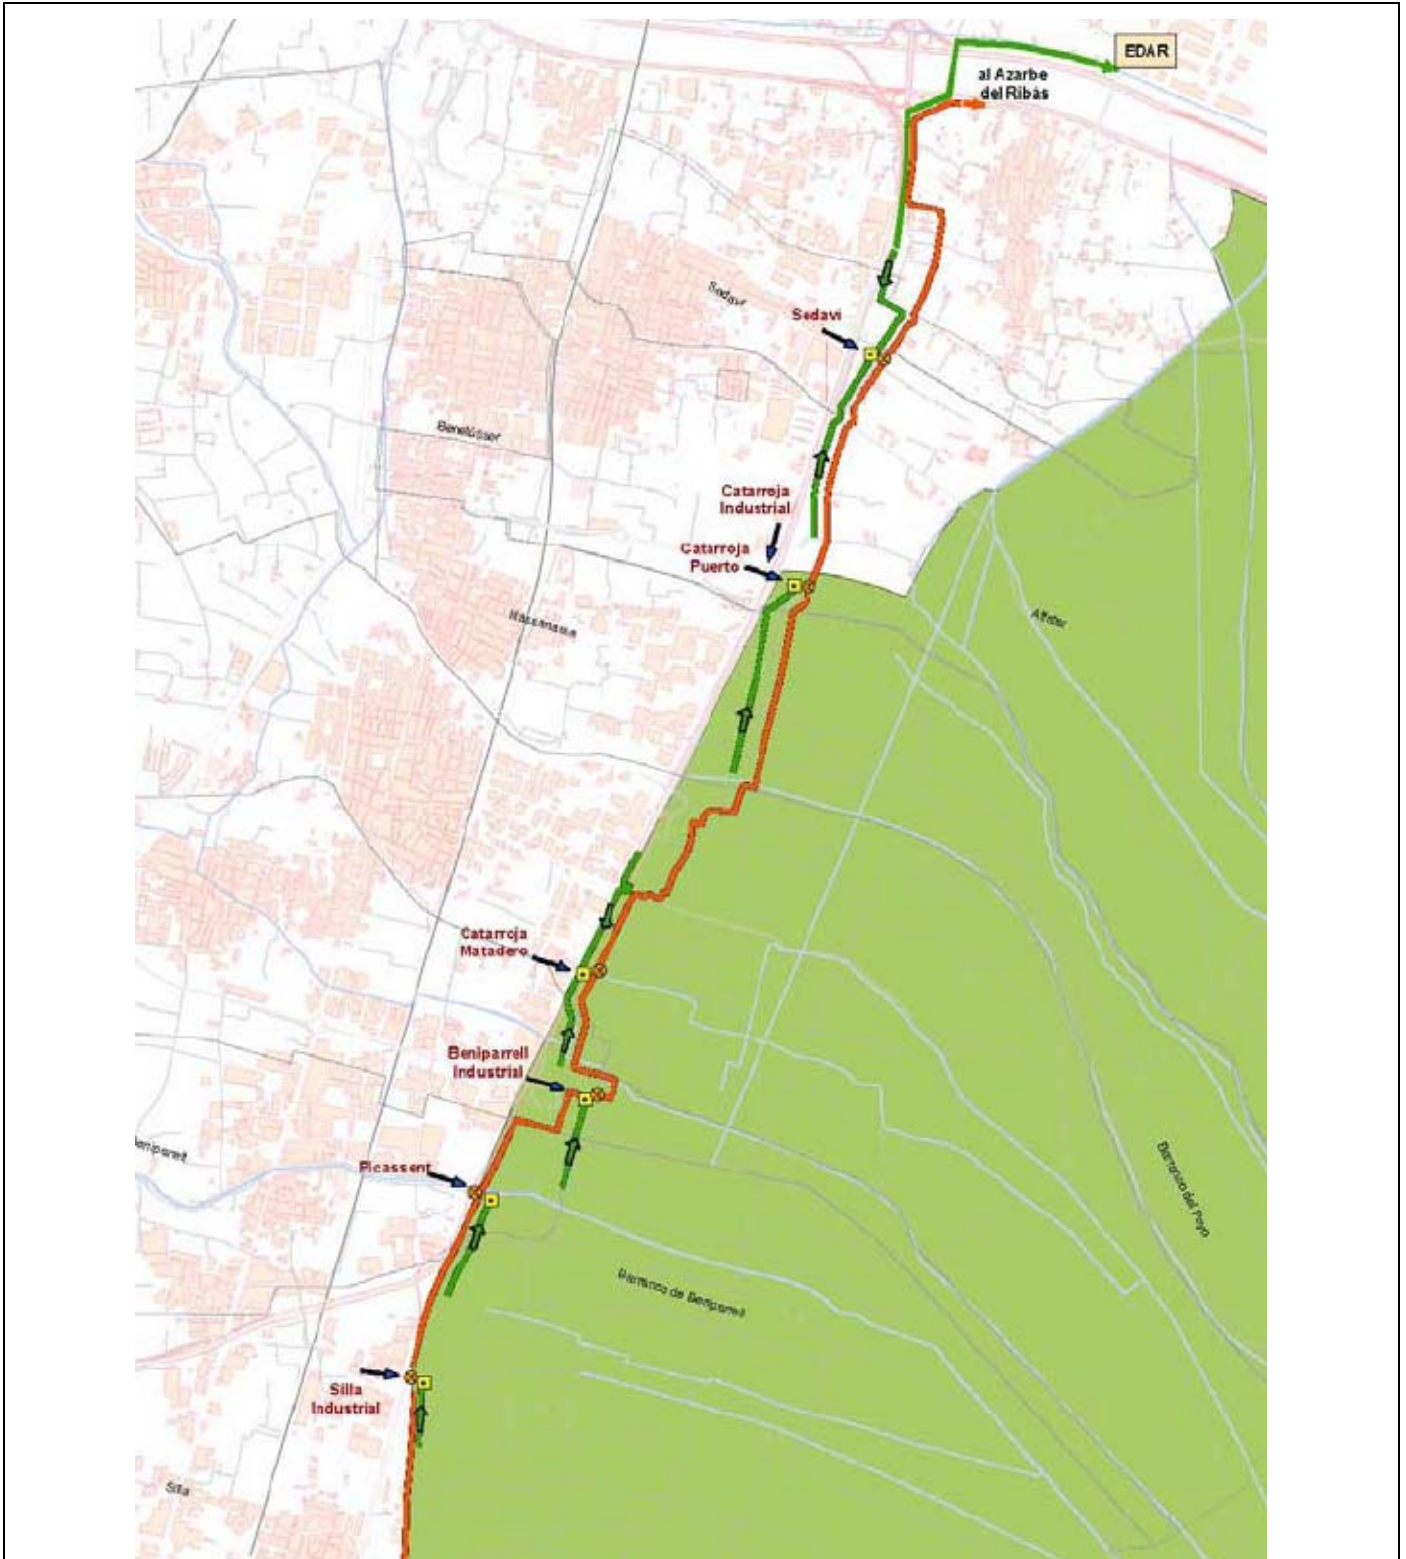 EDAR
al Azarbe
del Ribàs
Sedaví
Sedaví
Benetússer
Catarroja
Industrial
Catarroja
Puerto
Massanassa
Alfafar
Catarroja
Matadero
Beniparrell
Industrial
Beniparrell
Picassent
Barranco del Poyo
Barranco de Beniparrell
Silla
Industrial
Silla